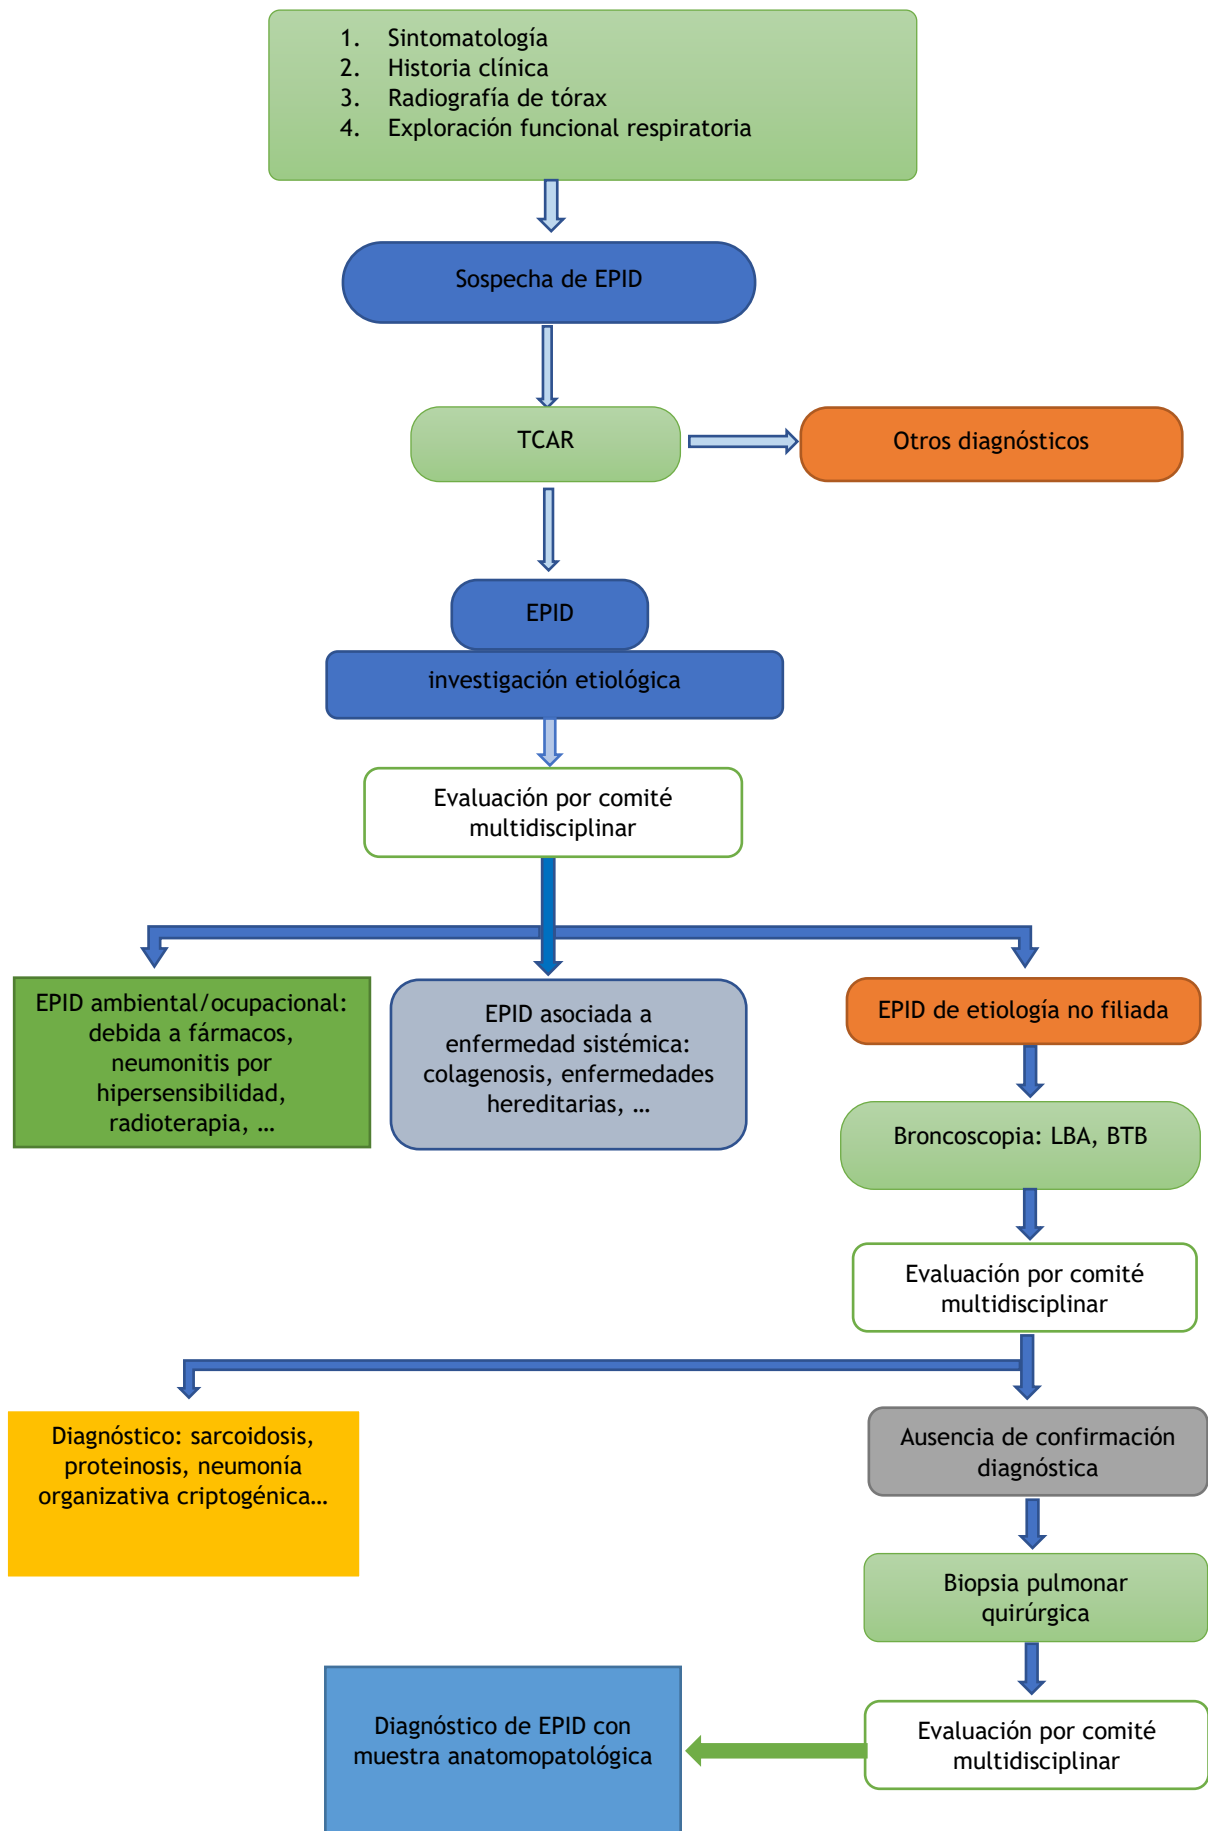 1. Sintomatología
2. Historia clínica
3. Radiografía de tórax
4. Exploración funcional respiratoria
Sospecha de EPID
TCAR
Otros diagnósticos
EPID
investigación etiológica
Evaluación por comité
multidisciplinar
EPID ambiental/ocupacional:
debida a fármacos,
neumonitis por
hipersensibilidad,
radioterapia, …
EPID asociada a
enfermedad sistémica:
colagenosis, enfermedades
hereditarias, …
EPID de etiología no filiada
Broncoscopia: LBA, BTB
Evaluación por comité
multidisciplinar
Diagnóstico: sarcoidosis,
proteinosis, neumonía
organizativa criptogénica…
Ausencia de confirmación
diagnóstica
Biopsia pulmonar
quirúrgica
Diagnóstico de EPID con
muestra anatomopatológica
Evaluación por comité
multidisciplinar